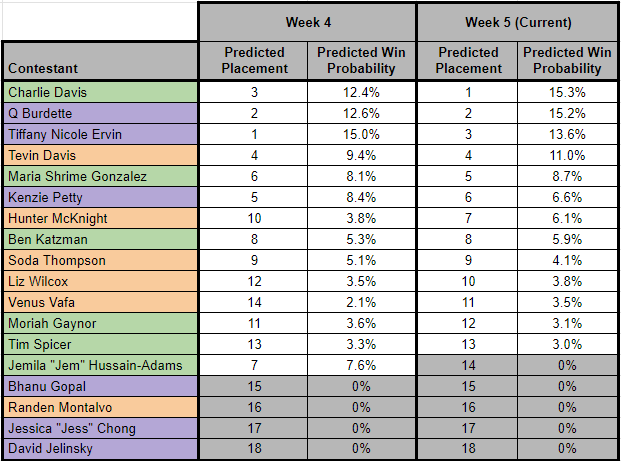 Week 4 Week 5 (Current)
Contestant Predicted Placement Predicted Win Probability Predicted Placement Predicted Win Probability
Charlie Davis 3 12.4% 1 15.3%
Q Burdette 2 12.6% 2 15.2%
Tiffany Nicole Ervin 1 15.0% 3 13.6%
Tevin Davis 4 9.4% 4 11.0%
Maria Shrime Gonzalez 6 8.1% 5 8.7%
Kenzie Petty 5 8.4% 6 6.6%
Hunter McKnight 10 3.8% 7 6.1%
Ben Katzman 8 5.3% 8 5.9%
Soda Thompson 9 5.1% 9 4.1%
Liz Wilcox 12 3.5% 10 3.8%
Venus Vafa 14 2.1% 11 3.5%
Moriah Gaynor 11 3.6% 12 3.1%
Tim Spicer 13 3.3% 13 3.0%
Jemila "Jem" Hussain-Adams 7 7.6% 14 0%
Bhanu Gopal 15 0% 15 0%
Randen Montalvo 16 0% 16 0%
Jessica "Jess" Chong 17 0% 17 0%
David Jelinsky 18 0% 18 0%